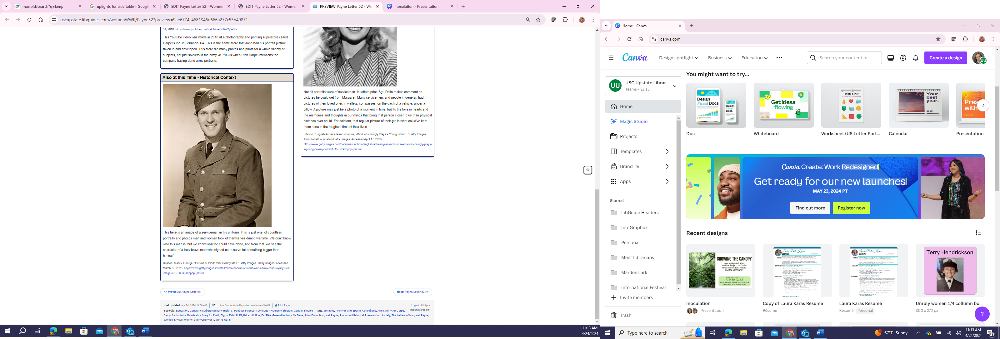 mac.bid/search?q=lamp
uplights for side table - Google
EDIT Payne Letter 52 - Women
EDIT Payne Letter 52 - Women
PREVIEW Payne Letter 52 - Wo
Inoculation - Presentation
uscupstate.libguides.com/womenWWII/Payne52?preview=9ae6774c4681346d666a277c53b49871
31, 2010. https://www.youtube.com/watch?v=OnRuQj3eB5c.
This Youtube video was made in 2010 at a photography and printing superstore called
Harpel's Inc. in Lebanon, PA. This is the same store that John had his portrait picture
taken in and developed. This store did many photos and prints for a whole variety of
subjects, not just soldiers in the army. At 7:06 is when Rick Harpel mentions the
company having done army portraits.
Also at this Time - Historical Context
This here is an image of a serviceman in his uniform. This is just one, of countless
portraits and photos men and women took of themselves during wartime. We don't know
who this man is, but we know what he could have done, and from that, we see the
character of a truly brave man who signed on to serve for something bigger than
himself.
Citation: Marks, George. "Portrait of World War II Army Man." Getty Images. Getty Images. Accessed
March 27, 2023. https://www.gettyimages.in/detail/photo/portrait-of-world-war-ii-army-man-royalty-free-
image/53272633?adppopup=true.
Not all portraits were of serviceman. In letters prior, Sgt. Dolin makes comment on
pictures he could get from Margaret. Many servicemen, and people in general, had
pictures of their loved ones in wallets, compasses, on the dash of a vehicle, under a
pillow. A picture may just be a photo of a moment in time, but its the love in hearts and
the memories and thoughts in our minds that bring that person closer to us than physical
distance ever could. For soldiers, that regular picture of their girl is what could've kept
them sane in the toughest time of their lives.
Citation: "English Actress Jean Simmons, Who Convincingly Plays a Young Indian..." Getty Images.
John Kobal Foundation/Getty Images. Accessed April 17, 2023.
https://www.gettyimages.com/detail/news-photo/english-actress-jean-simmons-who-convincingly-plays-
a-young-news-photo/3171531?adppopup=true.
<< Previous: Payne Letter 51
Next: Payne Letter 53 >>
Last Updated: Apr 24, 2024 11:09 AM URL: https://uscupstate.libguides.com/womenWWII Print Page
Login to LibApps
Subjects: Education, General / Multidisciplinary, History / Political Science, Sociology / Women's Studies / Gender Studies Tags: archives, Archives and Special Collections, Army, Army Air Corps,
Report a problem.
Camp Santa Anita, Dale Mabry Army Air Field, Digital Exhibit, Digital exhibition, Dr. Pike, Greenville Army Air Base, John Dolin, Margaret Payne, Piedmont Historical Preservation Society, The Letters of Margaret Payne,
Women & WWII, Women and World War II, World War II
11:13 AM
4/24/2024
Home - Canva
canva.com
Canva
Design spotlight
Business
Education
Search your content or
Create a design
UU
UU
USC Upstate Librar...
Teams • 13
Home
Magic Studio
Projects
Templates
Brand
Apps
Starred
LibGuide Headers
InfoGraphics
Personal
Meet Librarians
Mardens ark
International Festival
Invite members
Trash
You might want to try...
Design
Visual Docs
Design
Visual Docs
Get ideas
flowing
Shape Sorter
Your
best
year.
2023
Pres
with
Doc
Whiteboard
Worksheet (US Letter Port...
Calendar
Presentation
Canva Create: Work Redesigned
Get ready for our new launches
MAY 23, 2024 PT
Find out more
Register now
Recent designs
GROWING THE CANOPY
Inoculation & Grafting
Archival Projects to Create
Opportunities for Students
and the Community
Laura Beth Karas
LIBRARIAN
Laura Beth Karas
LIBRARIAN
Terry Hendrickson
Inoculation
Presentation
Copy of Laura Karas Resume
Résumé
Laura Karas Resume
Résumé Personal
Unruly women 1/4 collumn bo...
300 x 272 px
?
Type here to search
67°F Sunny
11:13 AM
4/24/2024
43